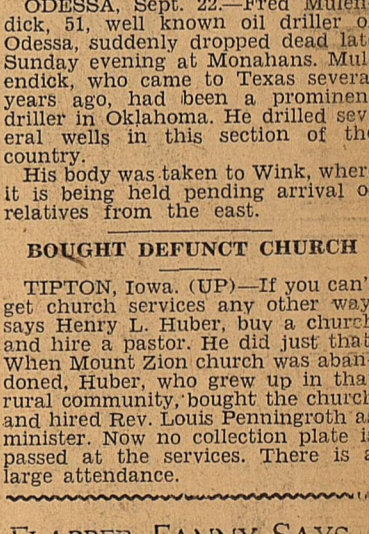 ODESSA, Sept. 22.—Fred Mulen-
dick, 51, well known oil driller o
Odessa, suddenly dropped dead lat
Sunday evening at Monahans. Mul
endick, who came to Texas severa
years ago, had been a prominen
driller in Oklahoma. He drilled sev
eral wells in this section of th
country.
His body was taken to Wink, wher
it is being held pending arrival o
relatives from the east.
BOUGHT DEFUNCT CHURCH
TIPTON, Iowa. (UP)—If you can'
get church services any other way
says Henry L. Huber, buy a church
and hire a pastor. He did just that
When Mount Zion church was aban
doned, Huber, who grew up in tha
rural community, bought the church
and hired Rev. Louis Penningroth a
minister. Now no collection plate i
passed at the services. There is a
large attendance.
FLAPPER FANNY SAYS